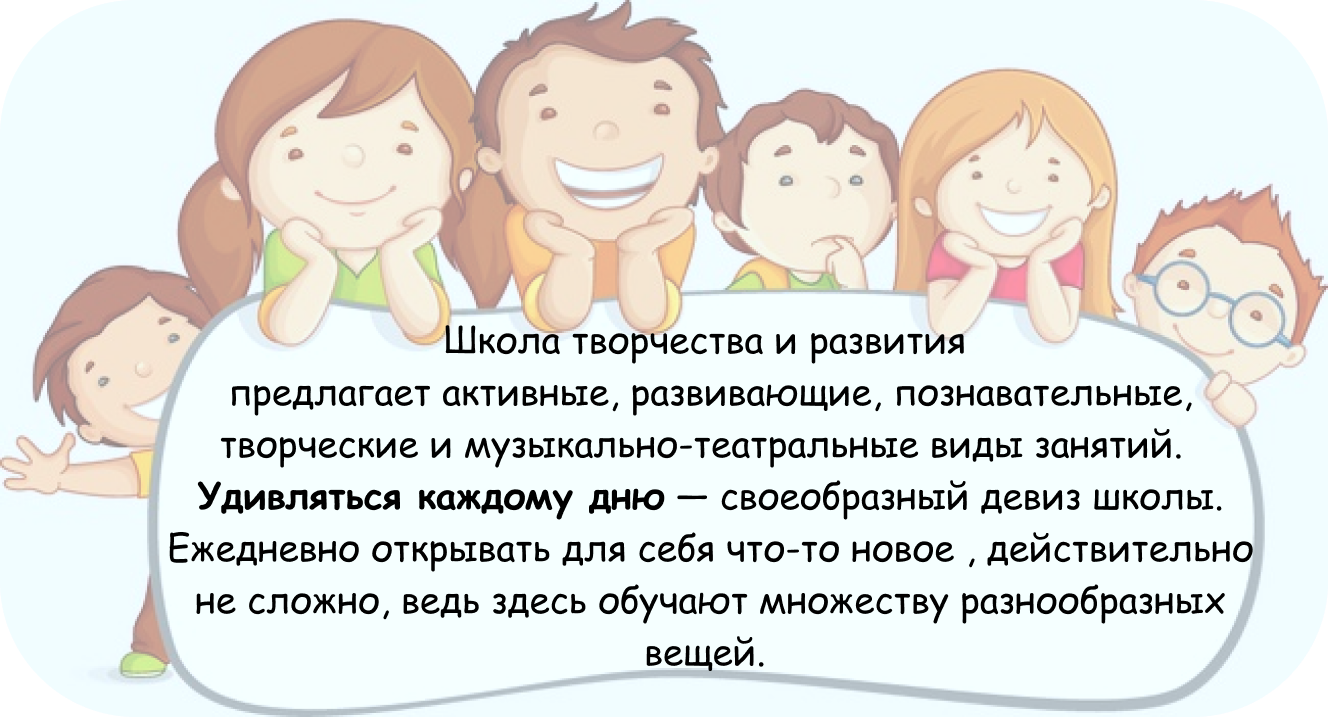 Школа творчества и развития
предлагает активные, развивающие, познавательные,
творческие и музыкально-театральные виды занятий.
Удивляться каждому дню — своеобразный девиз школы.
Ежедневно открывать для себя что-то новое , действительно
не сложно, ведь здесь обучают множеству разнообразных
вещей.